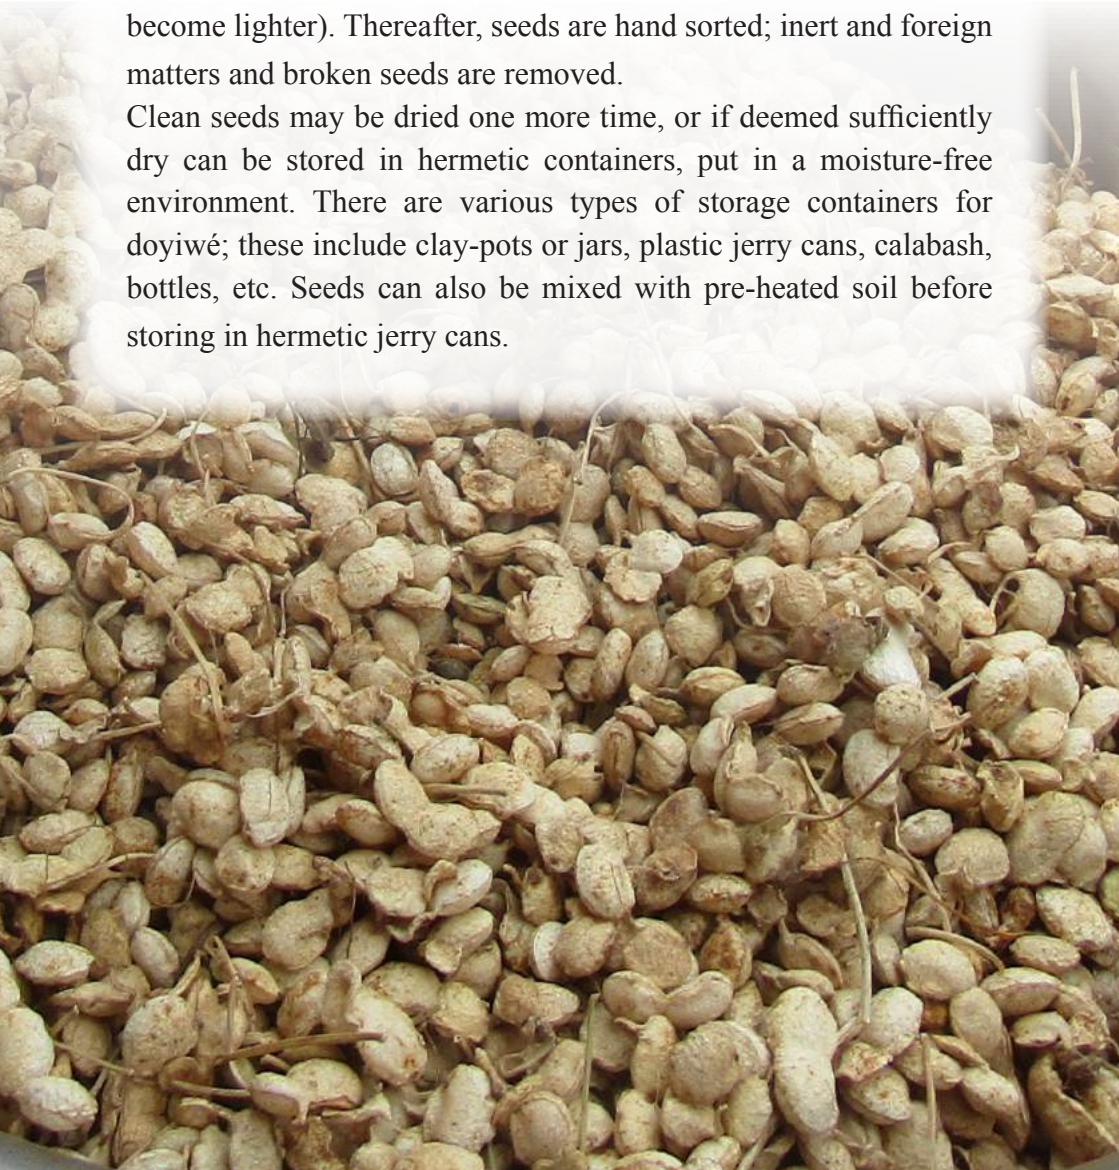 become lighter). Thereafter, seeds are hand sorted; inert and foreign
matters and broken seeds are removed.
Clean seeds may be dried one more time, or if deemed sufficiently
dry can be stored in hermetic containers, put in a moisture-free
environment. There are various types of storage containers for
doyiwé; these include clay-pots or jars, plastic jerry cans, calabash,
bottles, etc. Seeds can also be mixed with pre-heated soil before
storing in hermetic jerry cans.